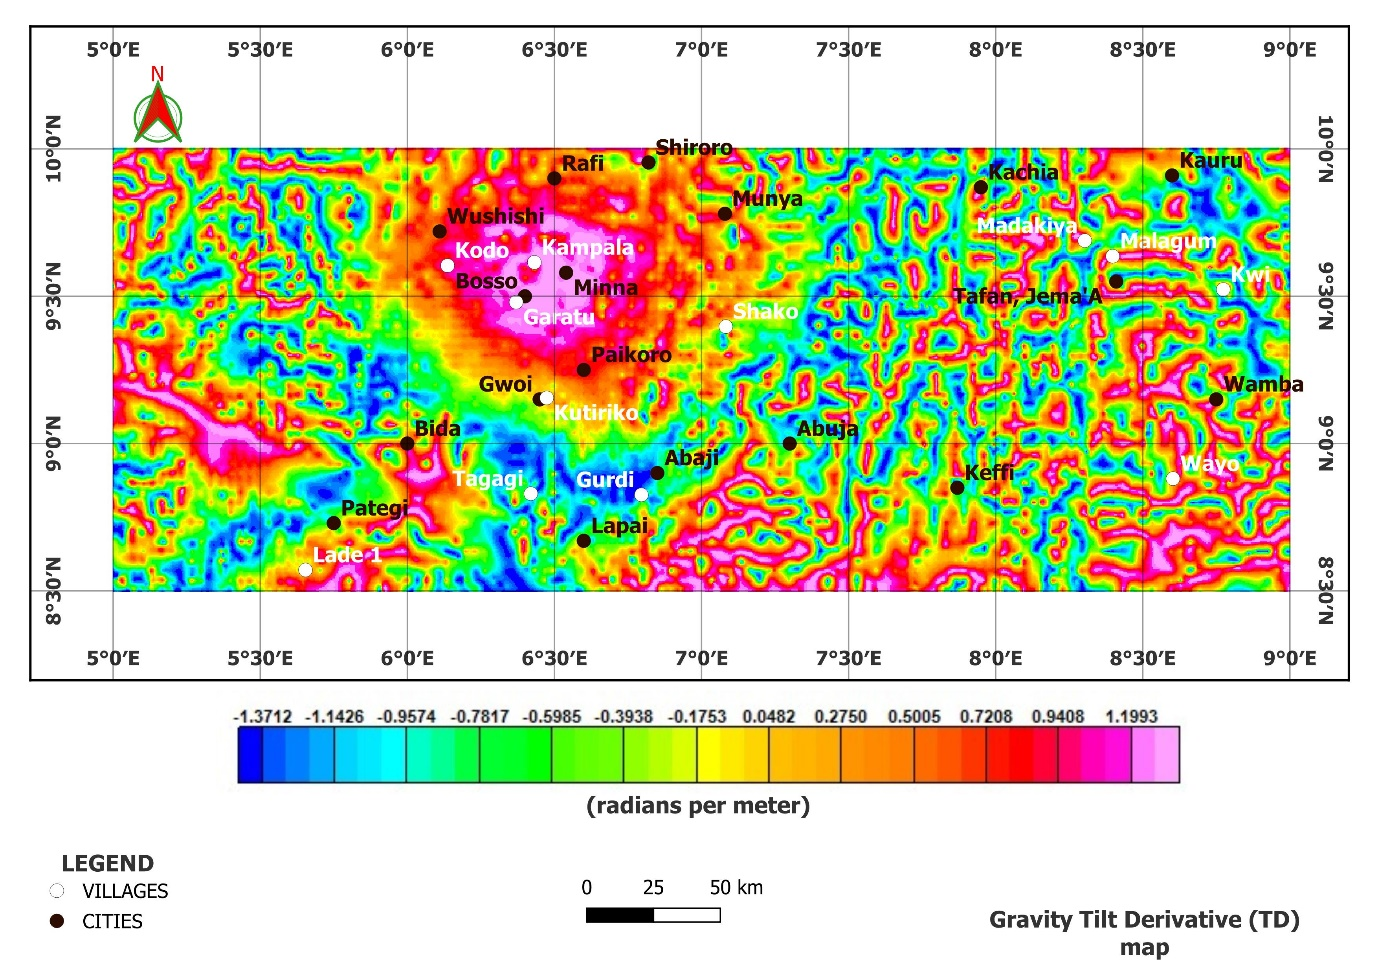 5°0′E 5°30′E 6°0′E 6°30′E 7°0′E 7°30′E 8°0′E 8°30′E 9°0′E
N
10°0′N
9°30′N
9°0′N
8°30′N
10°0′N
9°30′N
9°0′N
8°30′N
Shiroro
Rafi
Kauru
Kachia
Munya
Wushishi
Madakiya
Malagum
Kodo
Kampala
Kwi
Bosso
Minna
Tafan, Jema'A
Garatu
Shako
Paikoro
Gwoi
Wamba
Kutiriko
Bida
Abuja
Abaji
Wayo
Keffi
Tagagi
Gurdi
Pategi
Lapai
Lade 1
5°0′E 5°30′E 6°0′E 6°30′E 7°0′E 7°30′E 8°0′E 8°30′E 9°0′E
-1.3712 -1.1426 -0.9574 -0.7817 -0.5985 -0.3938 -0.1753 0.0482 0.2750 0.5005 0.7208 0.9408 1.1993
(radians per meter)
LEGEND
VILLAGES
CITIES
0 25 50 km
Gravity Tilt Derivative (TD)
map